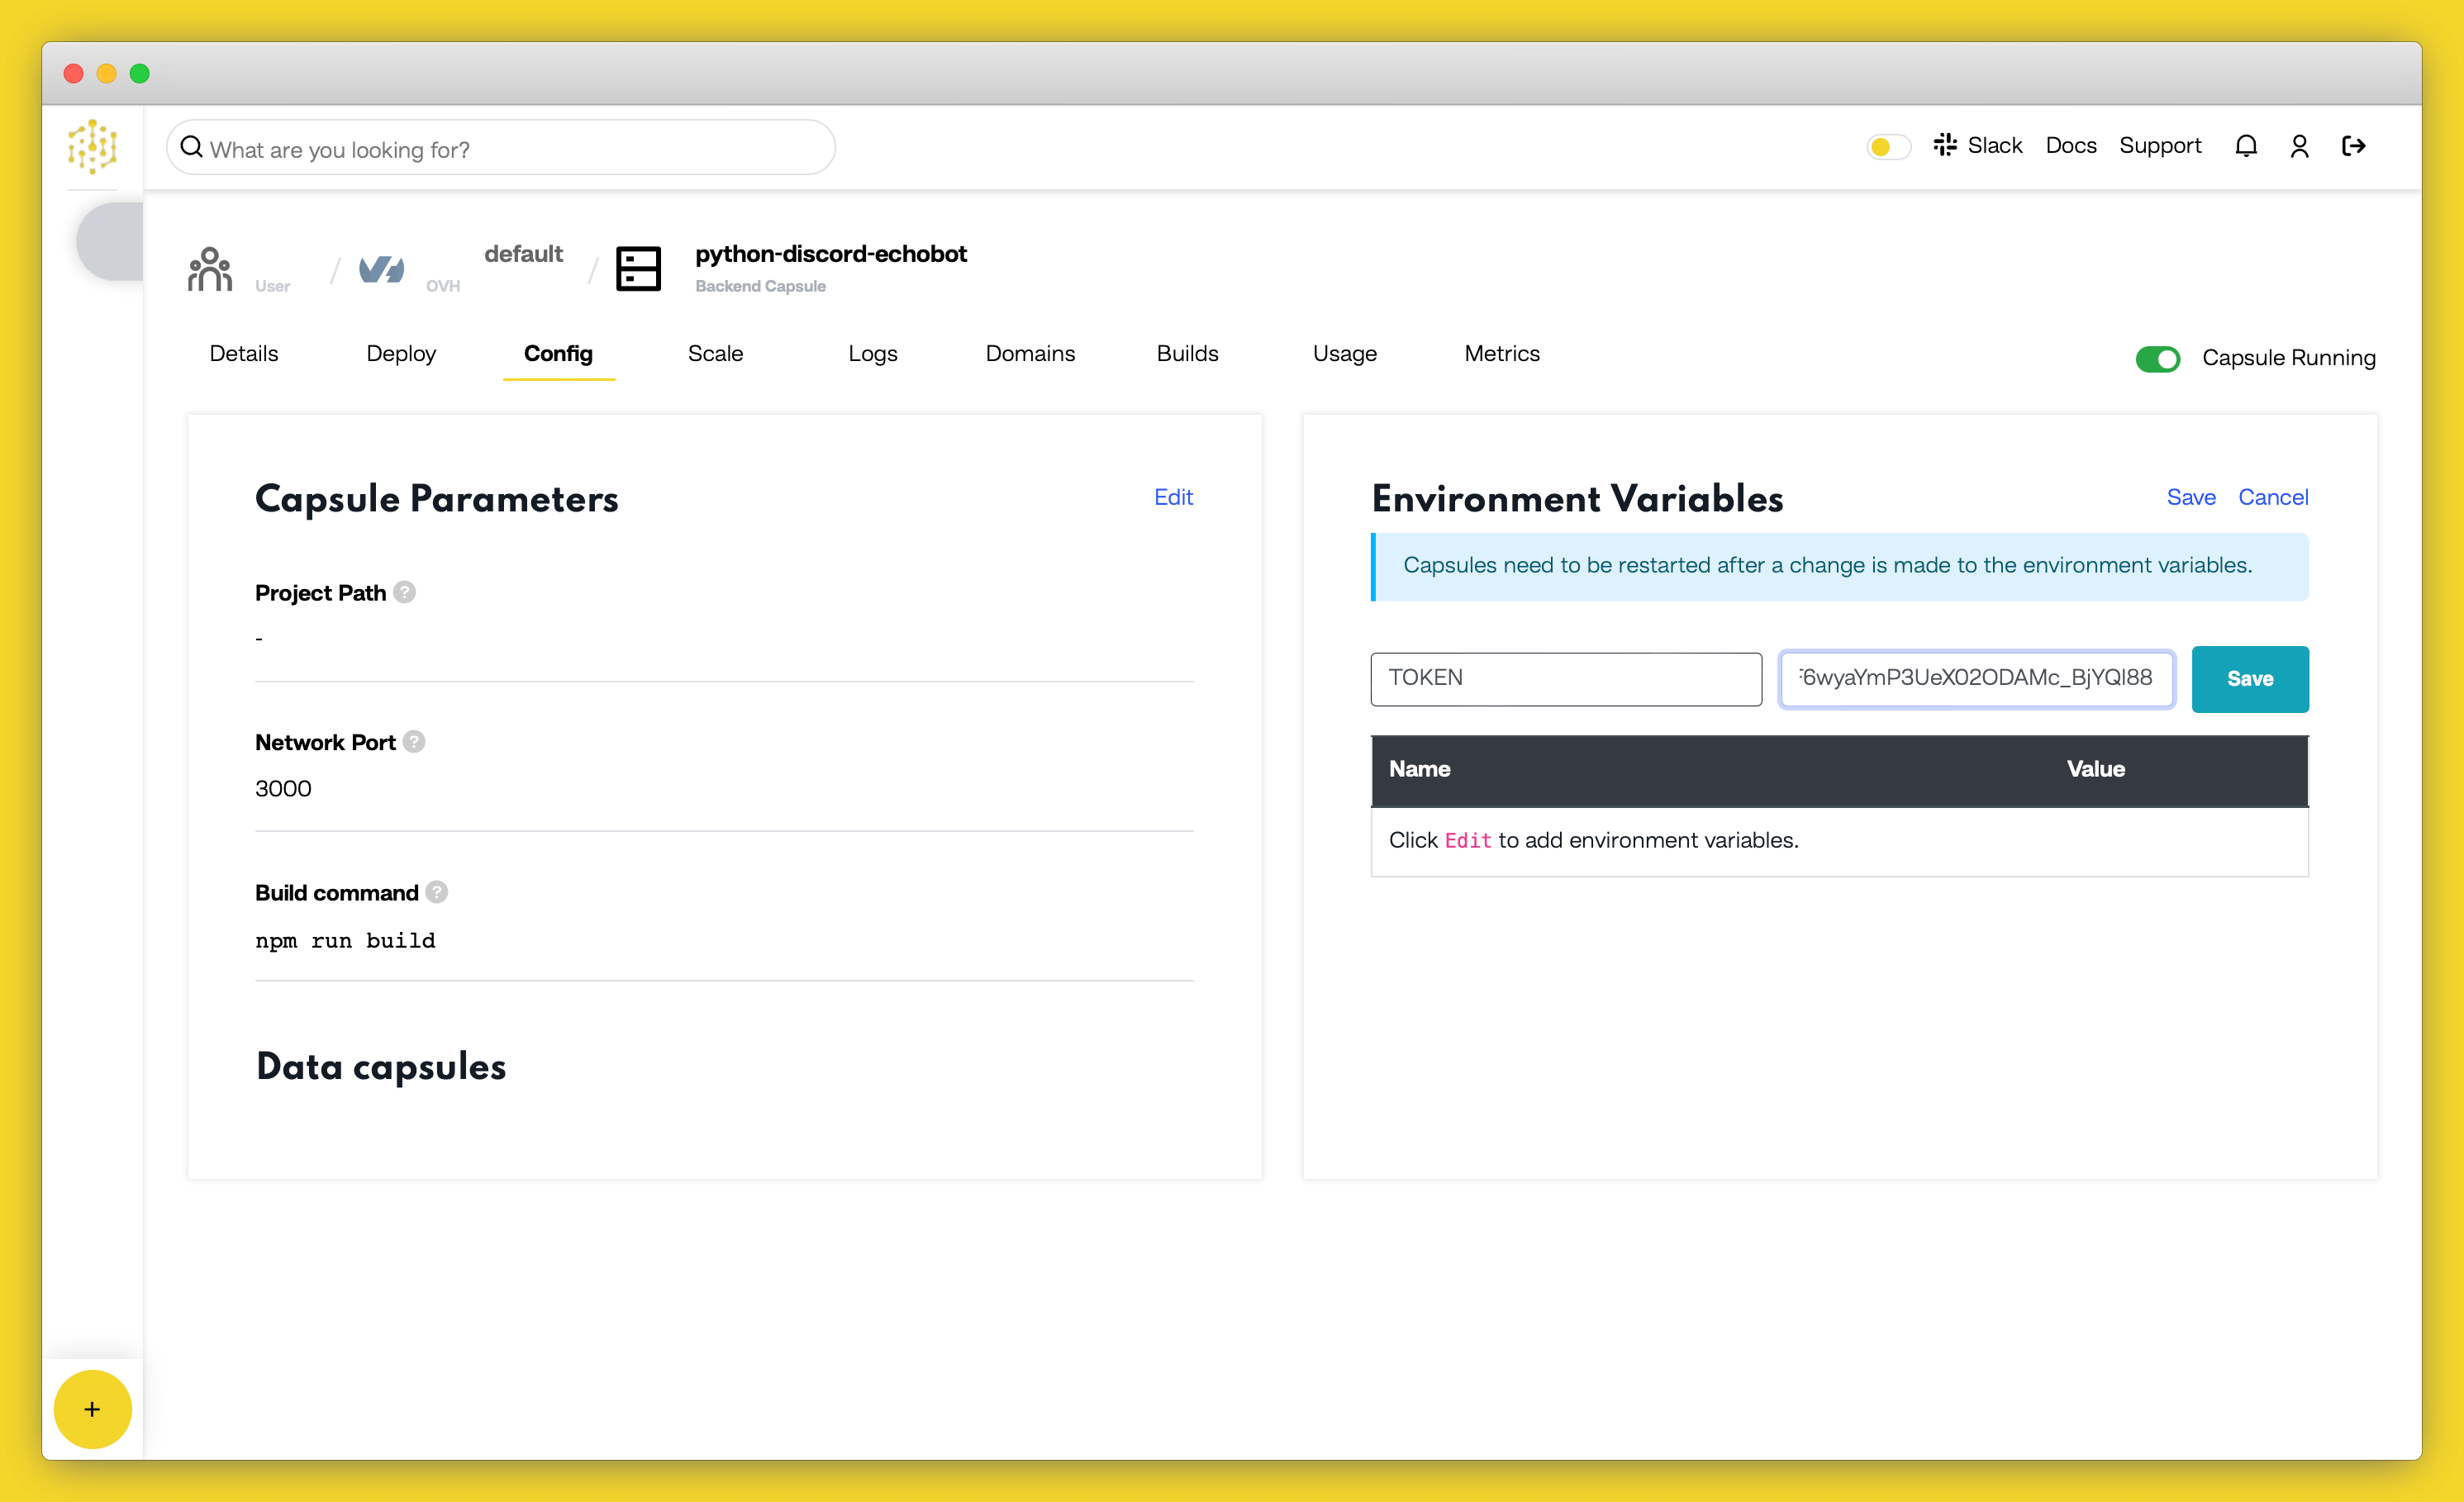 What are you looking for?
Slack Docs Support
default
User
OVH
python-discord-echobot
Backend Capsule
Details Deploy Config Scale Logs Domains Builds Usage Metrics
Capsule Running
Capsule Parameters
Edit
Project Path ?
-
Network Port ?
3000
Build command ?
npm run build
Data capsules
Environment Variables
Save Cancel
Capsules need to be restarted after a change is made to the environment variables.
TOKEN
Save
Name Value
Click Edit to add environment variables.
+